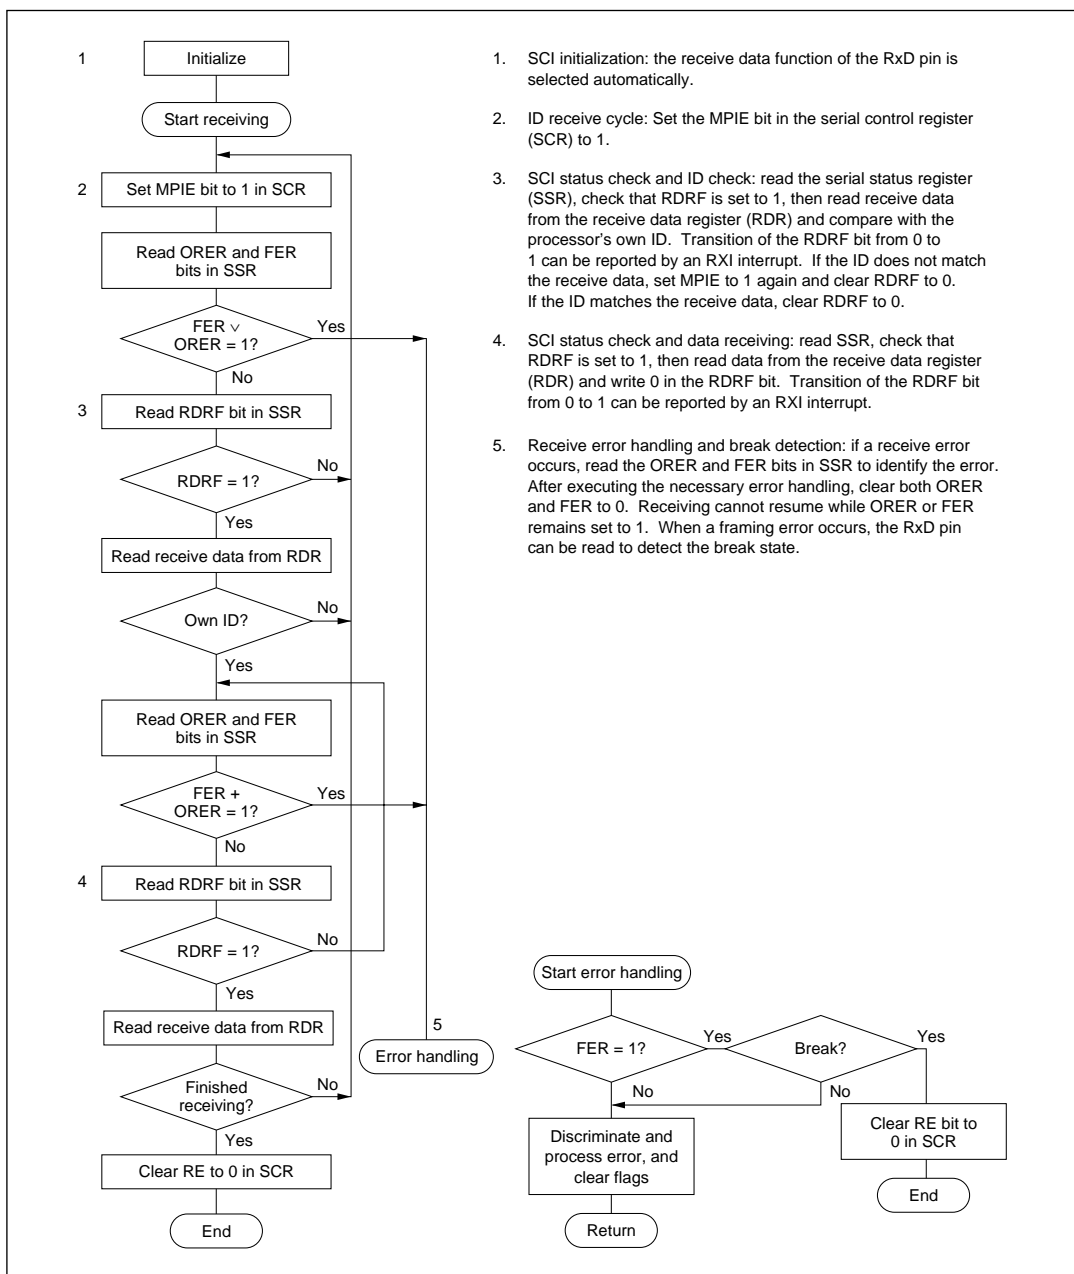 1
Initialize
Start receiving
2
Set MPIE bit to 1 in SCR
Read ORER and FER
bits in SSR
FER ∨
ORER = 1?
Yes
No
3
Read RDRF bit in SSR
RDRF = 1?
No
Yes
Read receive data from RDR
Own ID?
No
Yes
Read ORER and FER
bits in SSR
FER +
ORER = 1?
Yes
No
4
Read RDRF bit in SSR
RDRF = 1?
No
Yes
Read receive data from RDR
Finished
receiving?
No
Yes
Clear RE to 0 in SCR
End
5
Error handling
1. SCI initialization: the receive data function of the RxD pin is
selected automatically.
2. ID receive cycle: Set the MPIE bit in the serial control register
(SCR) to 1.
3. SCI status check and ID check: read the serial status register
(SSR), check that RDRF is set to 1, then read receive data
from the receive data register (RDR) and compare with the
processor's own ID. Transition of the RDRF bit from 0 to
1 can be reported by an RXI interrupt. If the ID does not match
the receive data, set MPIE to 1 again and clear RDRF to 0.
If the ID matches the receive data, clear RDRF to 0.
4. SCI status check and data receiving: read SSR, check that
RDRF is set to 1, then read data from the receive data register
(RDR) and write 0 in the RDRF bit. Transition of the RDRF bit
from 0 to 1 can be reported by an RXI interrupt.
5. Receive error handling and break detection: if a receive error
occurs, read the ORER and FER bits in SSR to identify the error.
After executing the necessary error handling, clear both ORER
and FER to 0. Receiving cannot resume while ORER or FER
remains set to 1. When a framing error occurs, the RxD pin
can be read to detect the break state.
Start error handling
FER = 1?
Yes
Break?
Yes
No
No
Discriminate and
process error, and
clear flags
Return
Clear RE bit to
0 in SCR
End